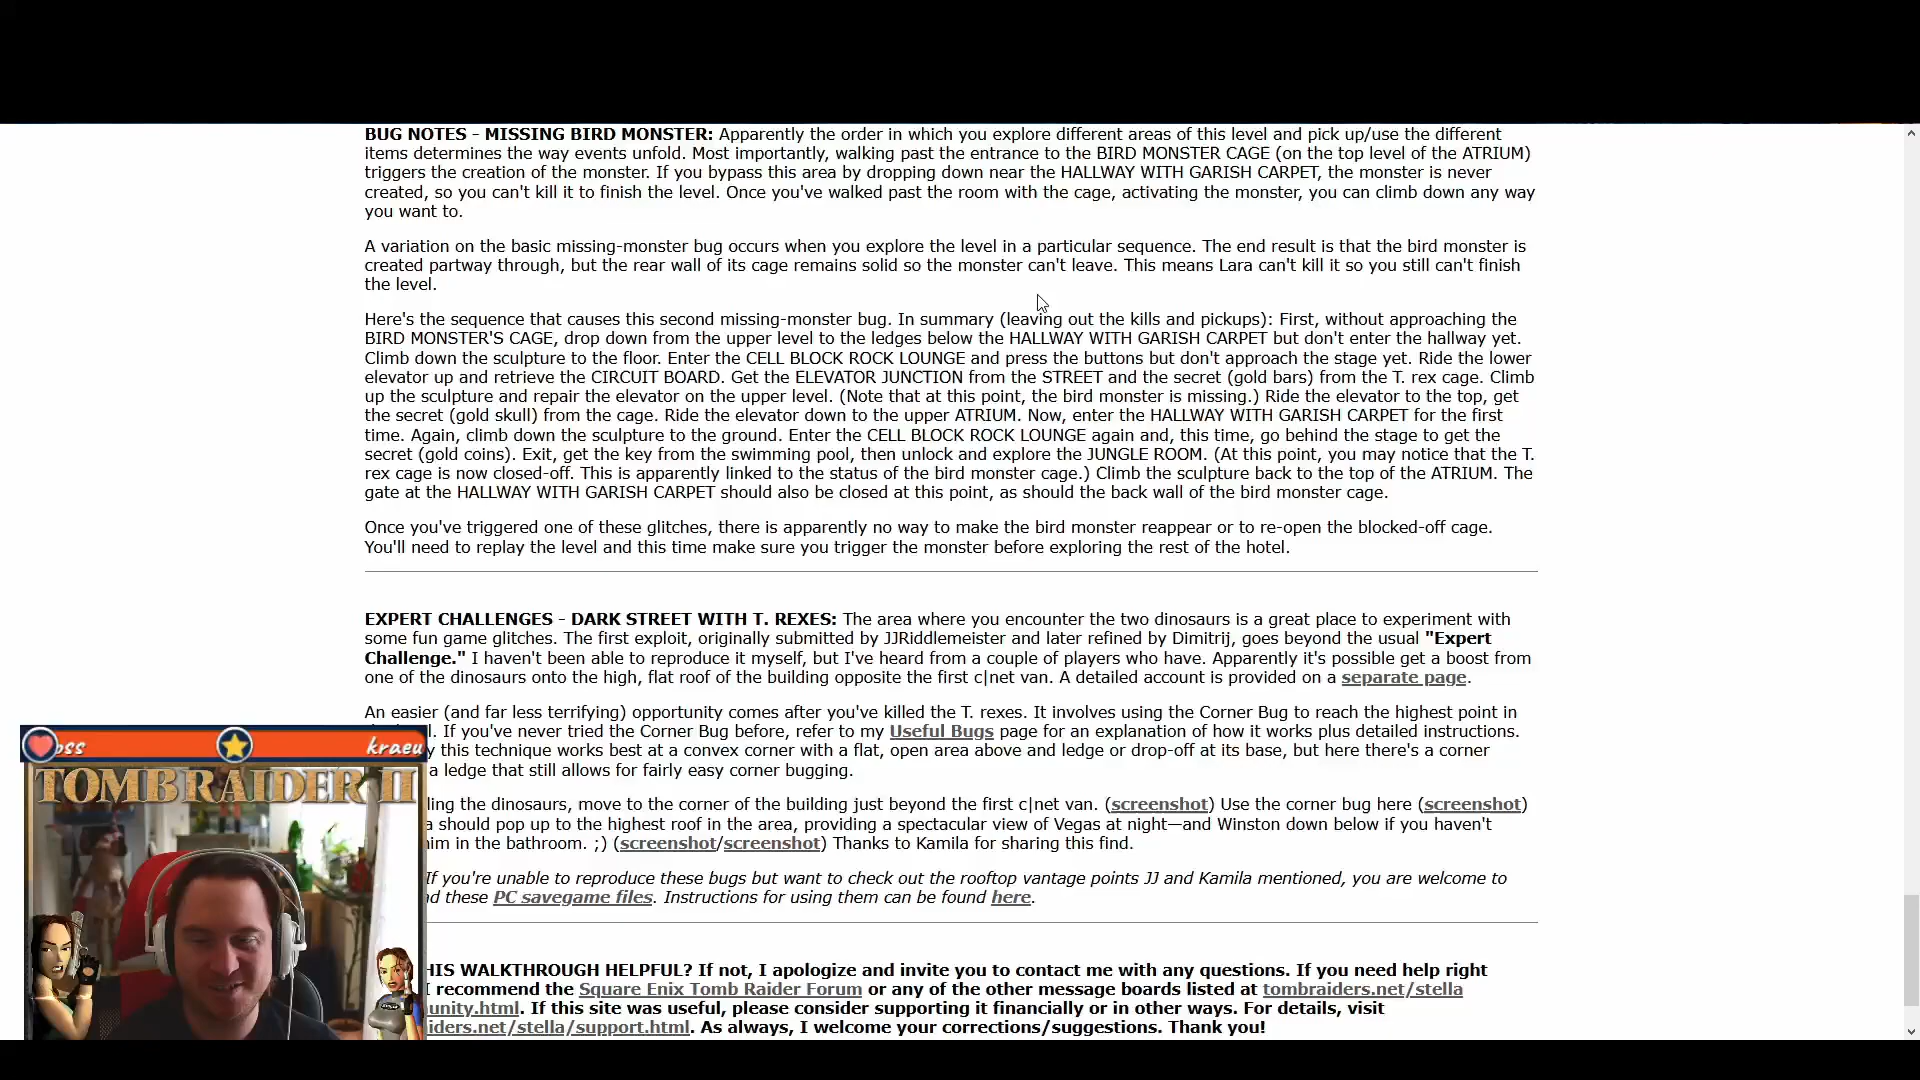 BUG NOTES - MISSING BIRD MONSTER: Apparently the order in which you explore different areas of this level and pick up/use the different
items determines the way events unfold. Most importantly, walking past the entrance to the BIRD MONSTER CAGE (on the top level of the ATRIUM)
triggers the creation of the monster. If you bypass this area by dropping down near the HALLWAY WITH GARISH CARPET, the monster is never
created, so you can't kill it to finish the level. Once you've walked past the room with the cage, activating the monster, you can climb down any way
you want to.
A variation on the basic missing-monster bug occurs when you explore the level in a particular sequence. The end result is that the bird monster is
created partway through, but the rear wall of its cage remains solid so the monster can't leave. This means Lara can't kill it so you still can't finish
the level.
Here's the sequence that causes this second missing-monster bug. In summary (leaving out the kills and pickups): First, without approaching the
BIRD MONSTER'S CAGE, drop down from the upper level to the ledges below the HALLWAY WITH GARISH CARPET but don't enter the hallway yet.
Climb down the sculpture to the floor. Enter the CELL BLOCK ROCK LOUNGE and press the buttons but don't approach the stage yet. Ride the lower
elevator up and retrieve the CIRCUIT BOARD. Get the ELEVATOR JUNCTION from the STREET and the secret (gold bars) from the T. rex cage. Climb
up the sculpture and repair the elevator on the upper level. (Note that at this point, the bird monster is missing.) Ride the elevator to the top, get
the secret (gold skull) from the cage. Ride the elevator down to the upper ATRIUM. Now, enter the HALLWAY WITH GARISH CARPET for the first
time. Again, climb down the sculpture to the ground. Enter the CELL BLOCK ROCK LOUNGE again and, this time, go behind the stage to get the
secret (gold coins). Exit, get the key from the swimming pool, then unlock and explore the JUNGLE ROOM. (At this point, you may notice that the T.
rex cage is now closed-off. This is apparently linked to the status of the bird monster cage.) Climb the sculpture back to the top of the ATRIUM. The
gate at the HALLWAY WITH GARISH CARPET should also be closed at this point, as should the back wall of the bird monster cage.
Once you've triggered one of these glitches, there is apparently no way to make the bird monster reappear or to re-open the blocked-off cage.
You'll need to replay the level and this time make sure you trigger the monster before exploring the rest of the hotel.
EXPERT CHALLENGES - DARK STREET WITH T. REXES: The area where you encounter the two dinosaurs is a great place to experiment with
some fun game glitches. The first exploit, originally submitted by JJRiddlemeister and later refined by Dimitrij, goes beyond the usual "Expert
Challenge." I haven't been able to reproduce it myself, but I've heard from a couple of players who have. Apparently it's possible get a boost from
one of the dinosaurs onto the high, flat roof of the building opposite the first c|net van. A detailed account is provided on a separate page.
An easier (and far less terrifying) opportunity comes after you've killed the T. rexes. It involves using the Corner Bug to reach the highest point in
l. If you've never tried the Corner Bug before, refer to my Useful Bugs page for an explanation of how it works plus detailed instructions.
y this technique works best at a convex corner with a flat, open area above and ledge or drop-off at its base, but here there's a corner
a ledge that still allows for fairly easy corner bugging.
ling the dinosaurs, move to the corner of the building just beyond the first c|net van. (screenshot) Use the corner bug here (screenshot)
a should pop up to the highest roof in the area, providing a spectacular view of Vegas at night—and Winston down below if you haven't
im in the bathroom. ;) (screenshot/screenshot) Thanks to Kamila for sharing this find.
If you're unable to reproduce these bugs but want to check out the rooftop vantage points JJ and Kamila mentioned, you are welcome to
d these PC savegame files. Instructions for using them can be found here.
HIS WALKTHROUGH HELPFUL? If not, I apologize and invite you to contact me with any questions. If you need help right
I recommend the Square Enix Tomb Raider Forum or any of the other message boards listed at tombraiders.net/stella
unity.html. If this site was useful, please consider supporting it financially or in other ways. For details, visit
iders.net/stella/support.html. As always, I welcome your corrections/suggestions. Thank you!
oss kraeu
TOMB RAIDER II